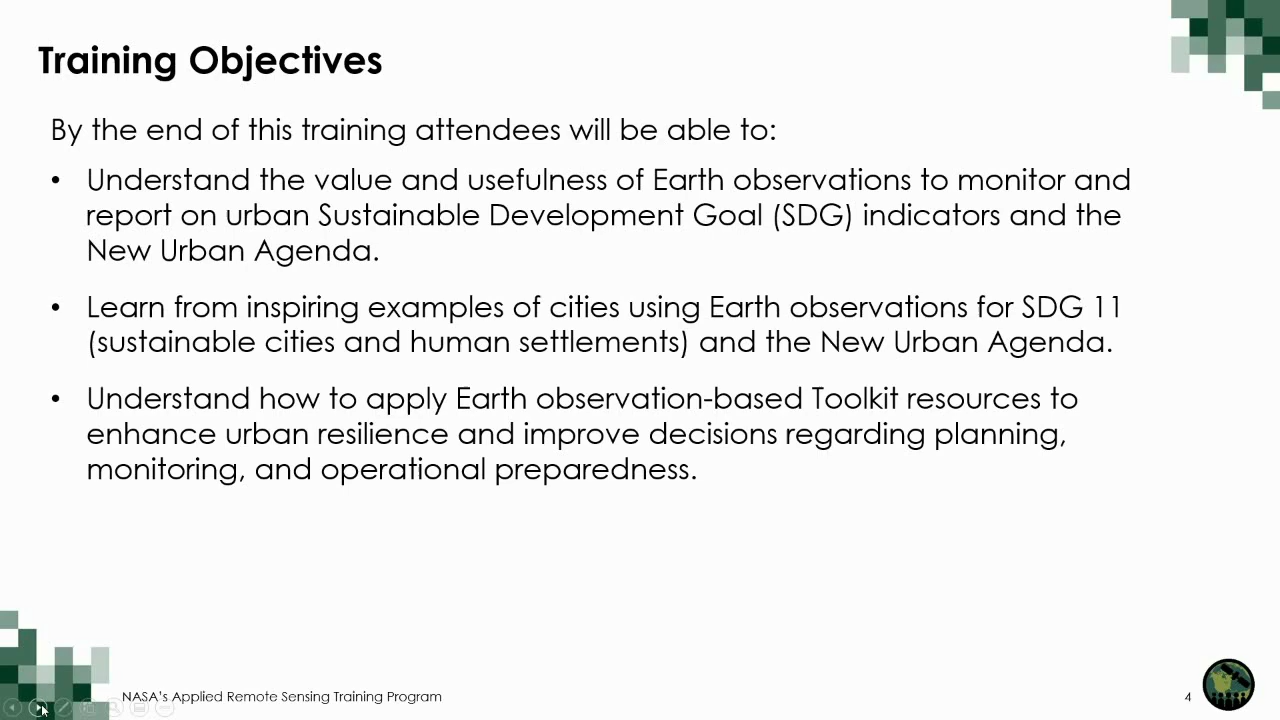 Training Objectives
By the end of this training attendees will be able to:
• Understand the value and usefulness of Earth observations to monitor and
report on urban Sustainable Development Goal (SDG) indicators and the
New Urban Agenda.
• Learn from inspiring examples of cities using Earth observations for SDG 11
(sustainable cities and human settlements) and the New Urban Agenda.
• Understand how to apply Earth observation-based Toolkit resources to
enhance urban resilience and improve decisions regarding planning,
monitoring, and operational preparedness.
NASA's Applied Remote Sensing Training Program
4